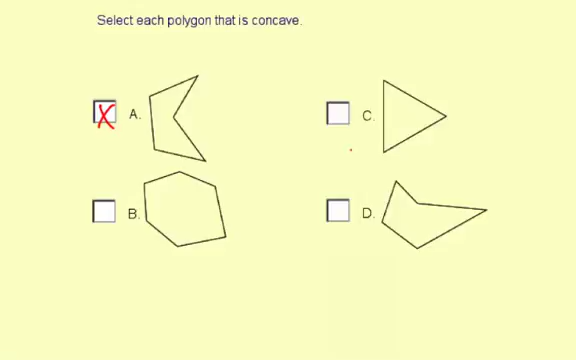 Select each polygon that is concave.
X A.
C.
B.
D.